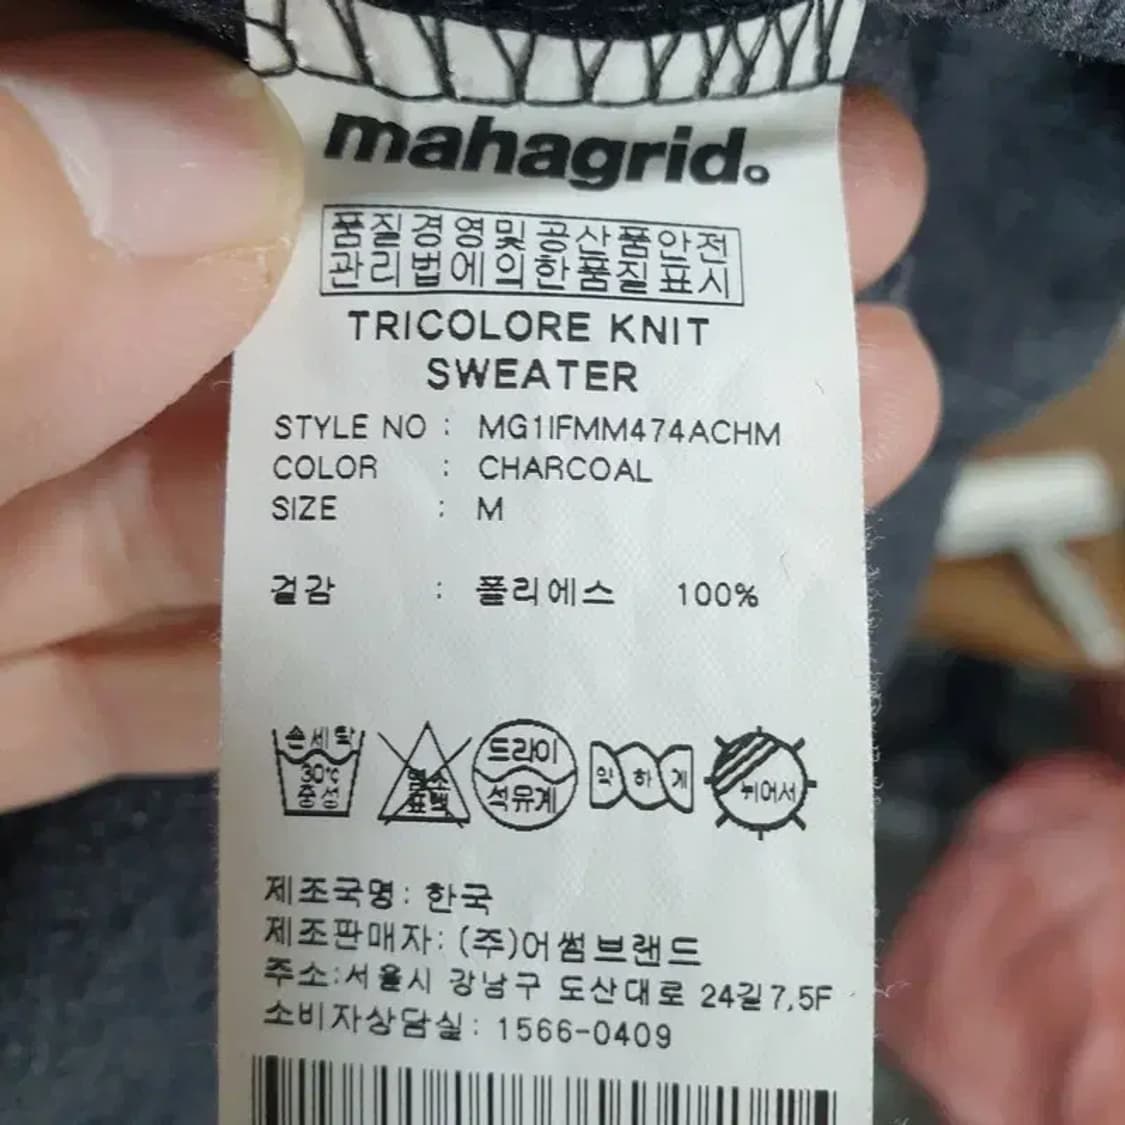 mahagrid.
품질경영및공산품안전
관리법에의한품질표시
TRICOLORE KNIT
SWEATER
STYLE NO : MG1IFMM474ACHM
COLOR : CHARCOAL
SIZE : M
겉감 : 폴리에스 100%
손세탁
30℃
중성
염소
표백
드라이
석유계
약하게
뉘어서
제조국명: 한국
제조판매자: (주)어썸브랜드
주소:서울시 강남구 도산대로 24길7,5F
소비자상담실: 1566-0409